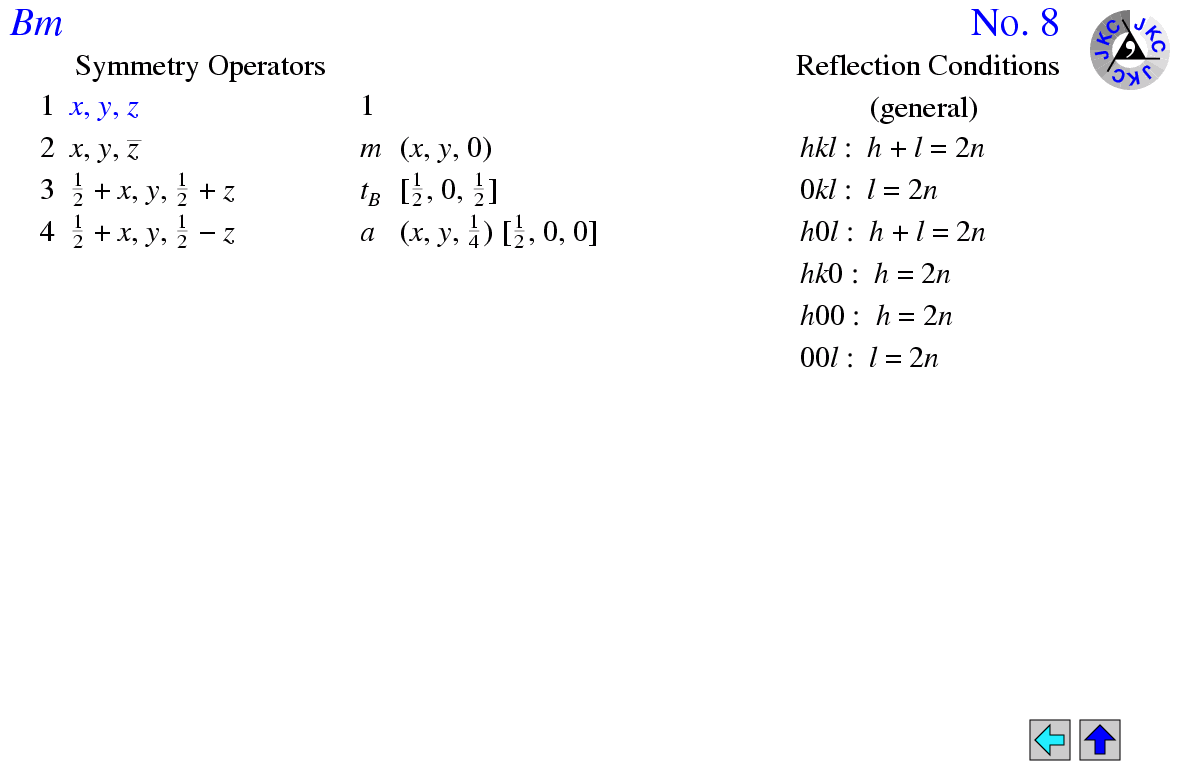 Bm No. 8
Symmetry Operators Reflection Conditions
1 x, y, z 1 (general)
2 x, y, z̅ m (x, y, 0) hkl : h + l = 2n
3 ½ + x, y, ½ + z t_B [½, 0, ½] 0kl : l = 2n
4 ½ + x, y, ½ − z a (x, y, ¼) [½, 0, 0] h0l : h + l = 2n
hk0 : h = 2n
h00 : h = 2n
00l : l = 2n
JKC JKC JKC